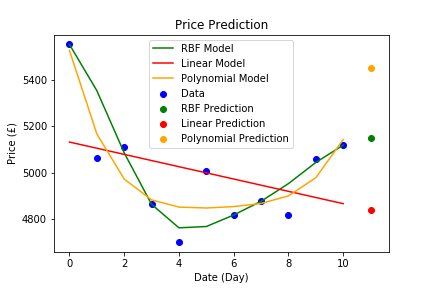 Price Prediction
RBF Model
Linear Model
Polynomial Model
Data
RBF Prediction
Linear Prediction
Polynomial Prediction
Price (£)
5400
5200
5000
4800
0 2 4 6 8 10
Date (Day)